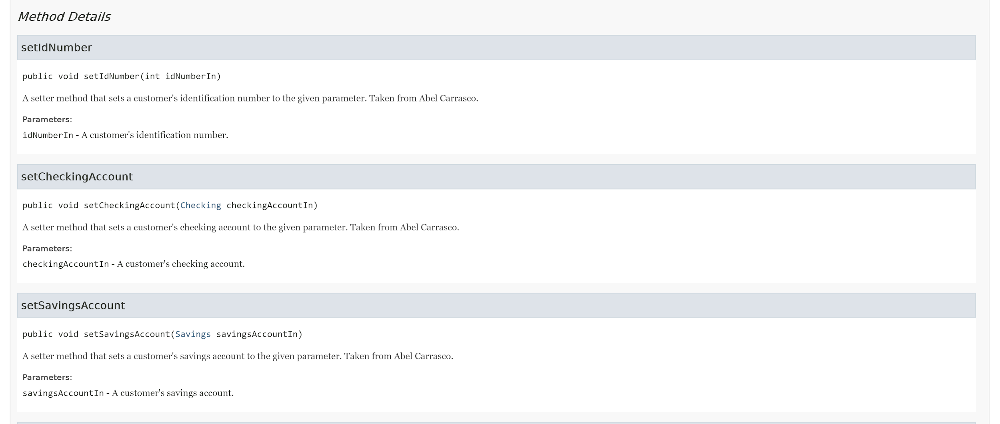 Method Details
setIdNumber
public void setIdNumber(int idNumberIn)
A setter method that sets a customer's identification number to the given parameter. Taken from Abel Carrasco.
Parameters:
idNumberIn - A customer's identification number.
setCheckingAccount
public void setCheckingAccount(Checking checkingAccountIn)
A setter method that sets a customer's checking account to the given parameter. Taken from Abel Carrasco.
Parameters:
checkingAccountIn - A customer's checking account.
setSavingsAccount
public void setSavingsAccount(Savings savingsAccountIn)
A setter method that sets a customer's savings account to the given parameter. Taken from Abel Carrasco.
Parameters:
savingsAccountIn - A customer's savings account.